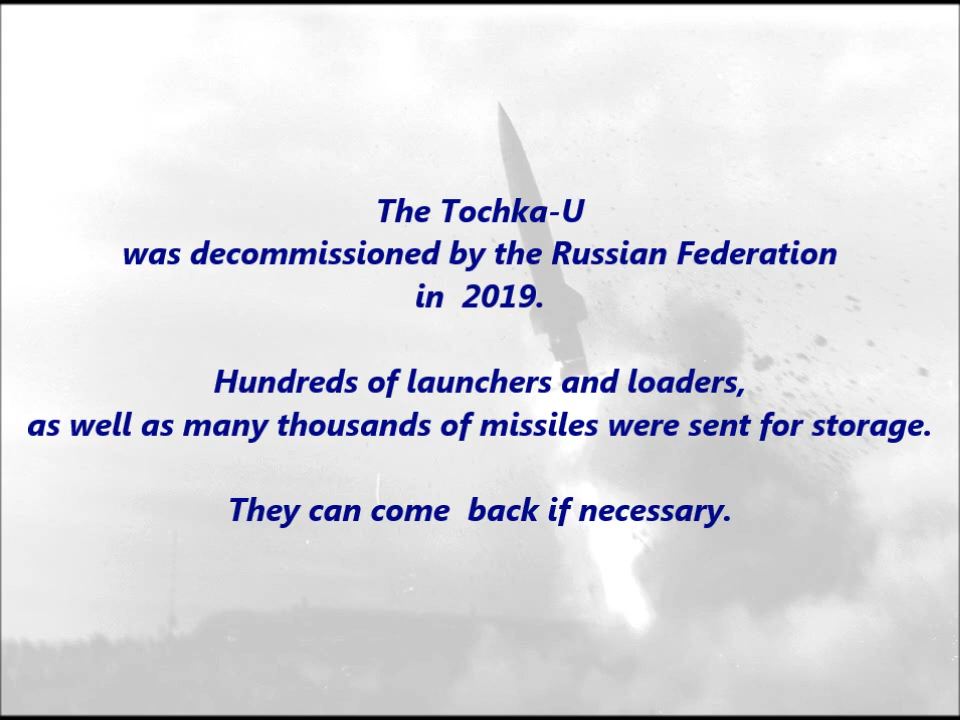 The Tochka-U
was decommissioned by the Russian Federation
in 2019.
Hundreds of launchers and loaders,
as well as many thousands of missiles were sent for storage.
They can come back if necessary.